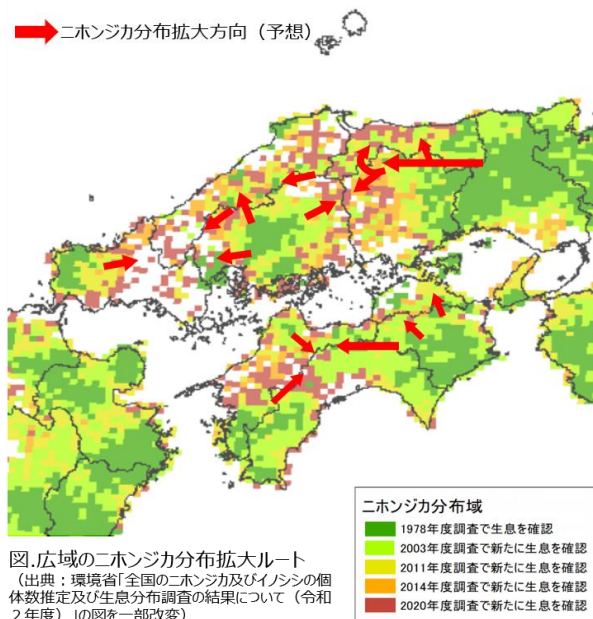 ニホンジカ分布拡大方向（予想）
ニホンジカ分布域
1978年度調査で生息を確認
2003年度調査で新たに生息を確認
2011年度調査で新たに生息を確認
2014年度調査で新たに生息を確認
2020年度調査で新たに生息を確認
図.広域のニホンジカ分布拡大ルート
（出典：環境省「全国のニホンジカ及びイノシシの個
体数推定及び生息分布調査の結果について（令和
２年度）」の図を一部改変）